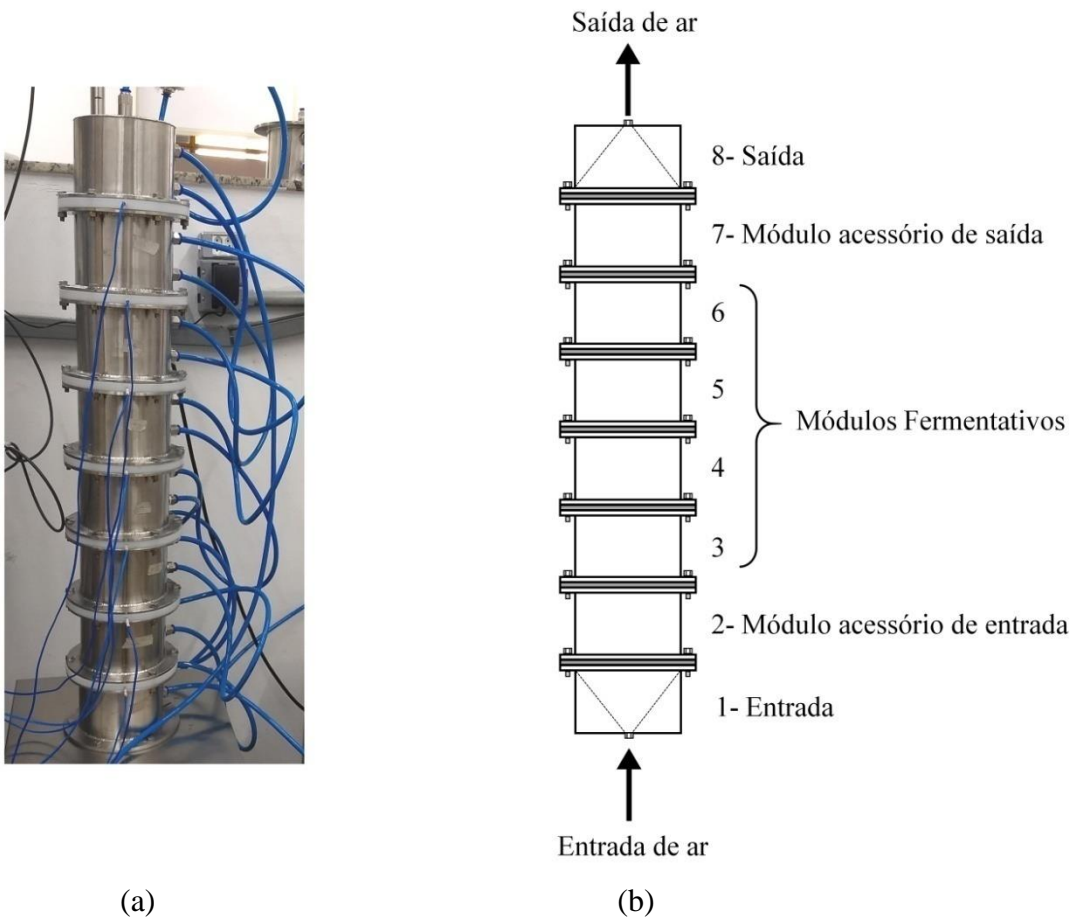 Saída de ar
8- Saída
7- Módulo acessório de saída
6
5
Módulos Fermentativos
4
3
2- Módulo acessório de entrada
1- Entrada
Entrada de ar
(a)
(b)